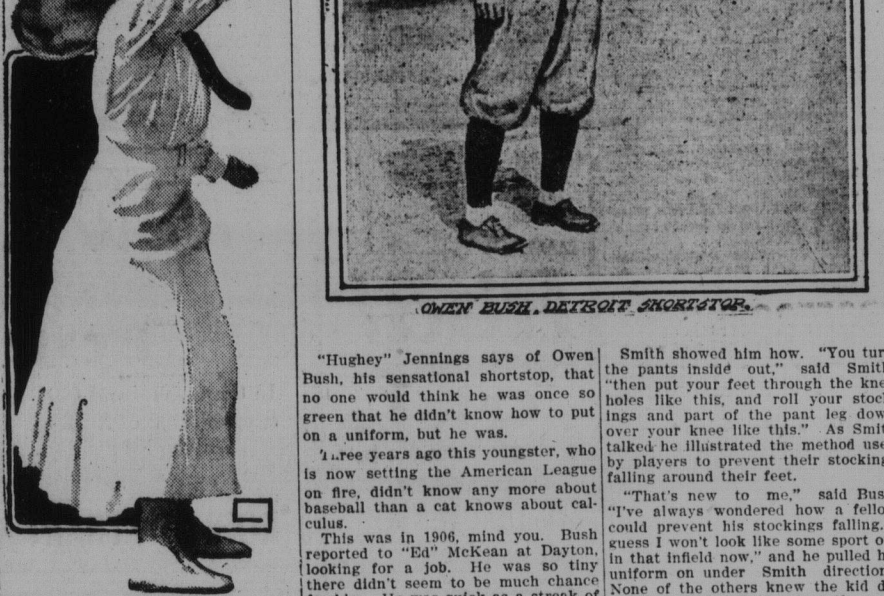 OWEN BUSH, DETROIT SHORTSTOP.
"Hughey" Jennings says of Owen
Bush, his sensational shortstop, that
no one would think he was once so
green that he didn't know how to put
on a uniform, but he was.
Three years ago this youngster, who
is now setting the American League
on fire, didn't know any more about
baseball than a cat knows about cal-
culus.
This was in 1906, mind you. Bush
reported to "Ed" McKean at Dayton,
looking for a job. He was so tiny
there didn't seem to be much chance
Smith showed him how. "You tur
the pants inside out," said Smith
"then put your feet through the kne
holes like this, and roll your stoc
ings and part of the pant leg dow
over your knee like this." As Smit
talked he illustrated the method use
by players to prevent their stocking
falling around their feet.
"That's new to me," said Bus
"I've always wondered how a fello
could prevent his stockings falling.
guess I won't look like some sport o
in that infield now," and he pulled h
uniform on under Smith direction
None of the others knew the kid d